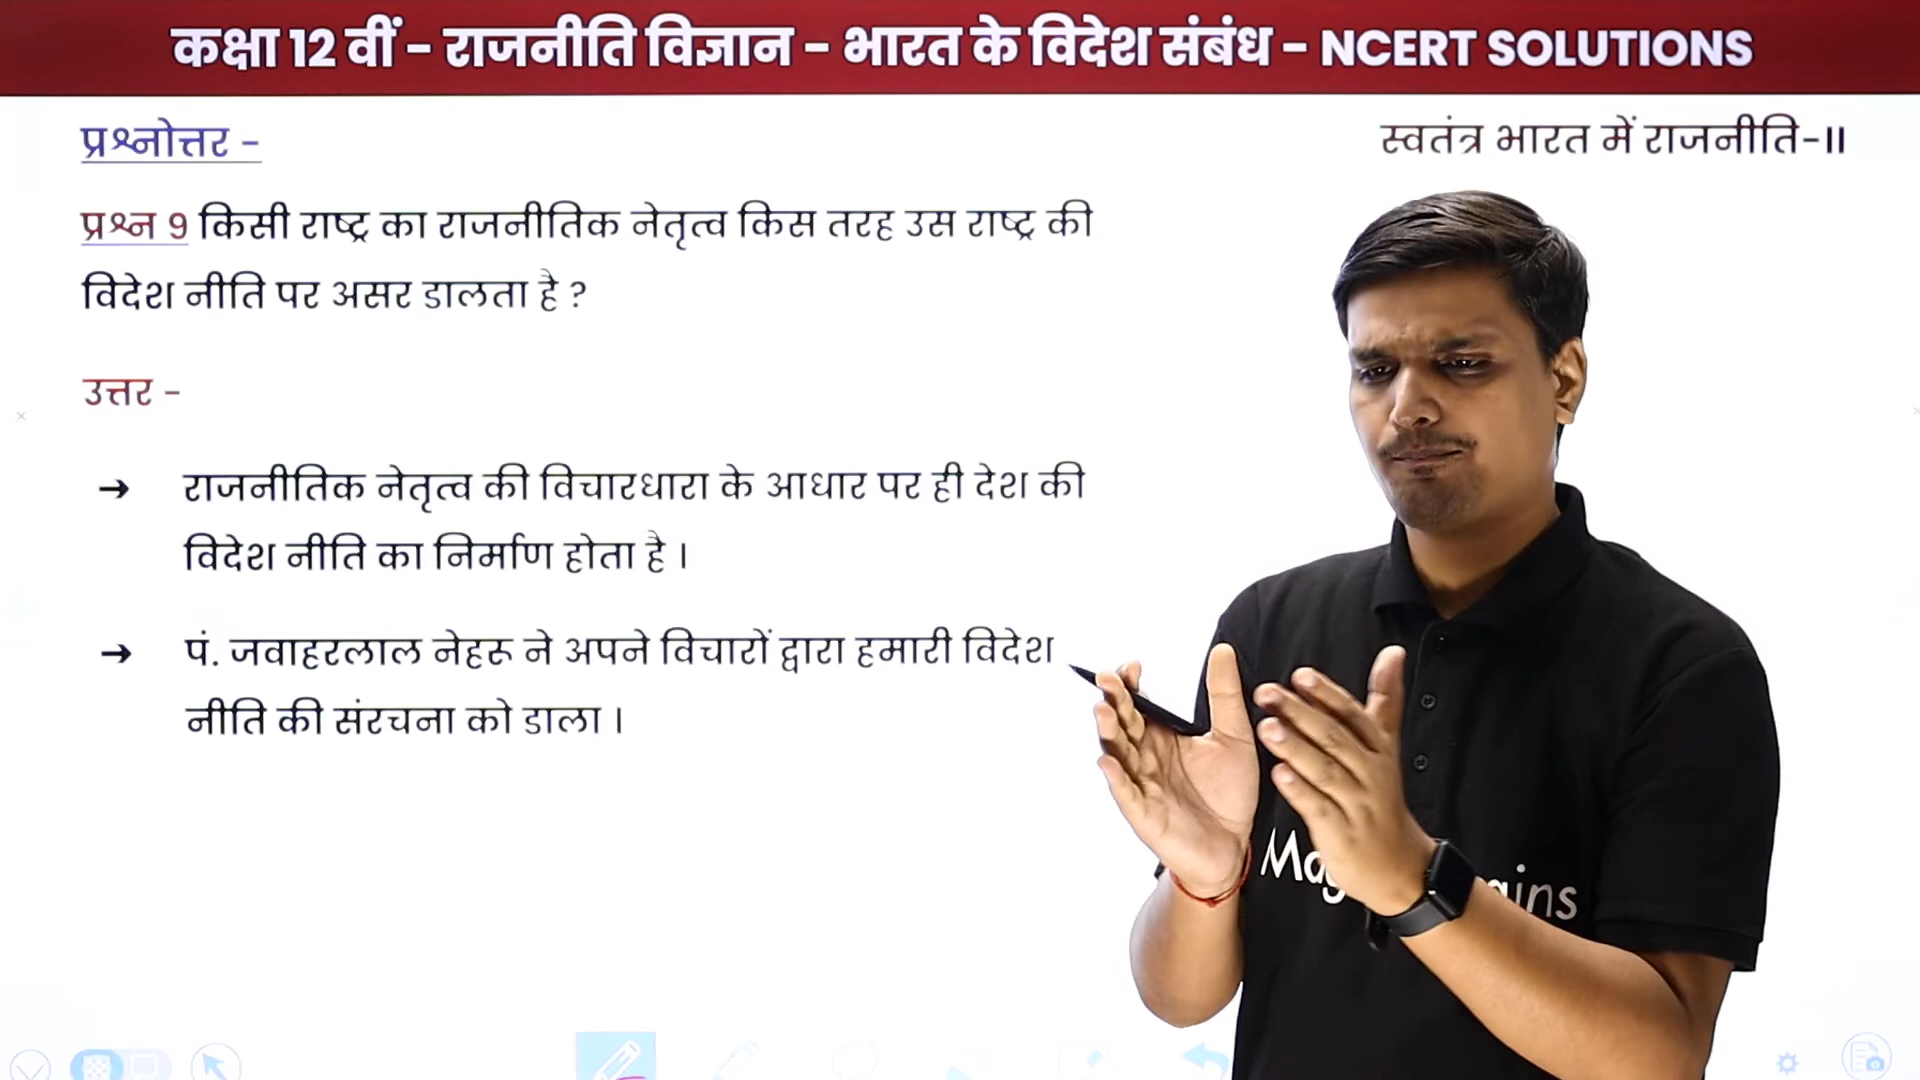 कक्षा 12 वीं - राजनीति विज्ञान - भारत के विदेश संबंध - NCERT SOLUTIONS
प्रश्नोत्तर -
स्वतंत्र भारत में राजनीति-II
प्रश्न 9 किसी राष्ट्र का राजनीतिक नेतृत्व किस तरह उस राष्ट्र की
विदेश नीति पर असर डालता है ?
उत्तर -
→ राजनीतिक नेतृत्व की विचारधारा के आधार पर ही देश की
विदेश नीति का निर्माण होता है ।
→ पं. जवाहरलाल नेहरू ने अपने विचारों द्वारा हमारी विदेश
नीति की संरचना को डाला ।